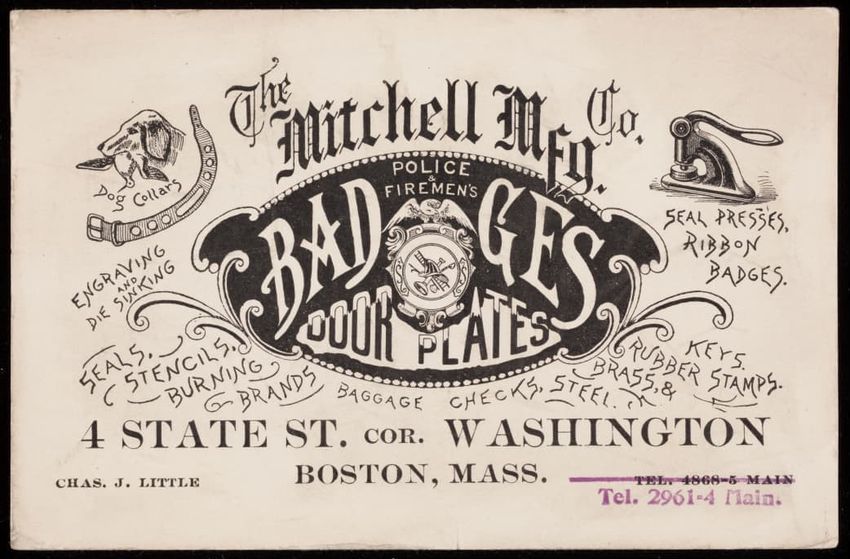 The Mitchell Mfg. Co.
POLICE
&
FIREMEN'S
BADGES
DOOR PLATES
Dog Collars
ENGRAVING
AND
DIE SINKING
SEAL PRESSES,
RIBBON
BADGES.
SEALS,
STENCILS,
BURNING
BRANDS
BAGGAGE CHECKS, STEEL,
BRASS, &
RUBBER STAMPS.
KEYS.
4 STATE ST. COR. WASHINGTON
BOSTON, MASS.
CHAS. J. LITTLE
TEL. 4868-5 MAIN
Tel. 2961-4 Main.